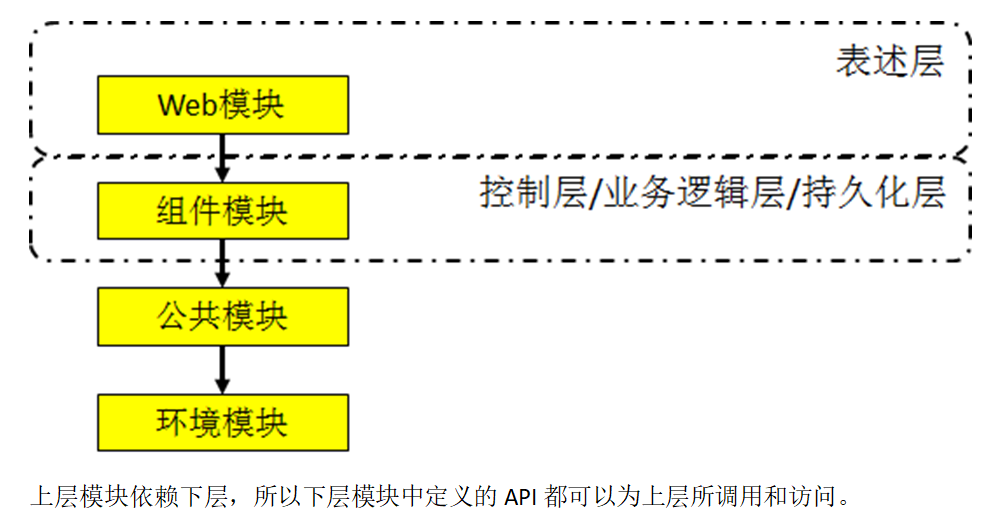 表述层
Web模块
控制层/业务逻辑层/持久化层
组件模块
公共模块
环境模块
上层模块依赖下层，所以下层模块中定义的 API 都可以为上层所调用和访问。